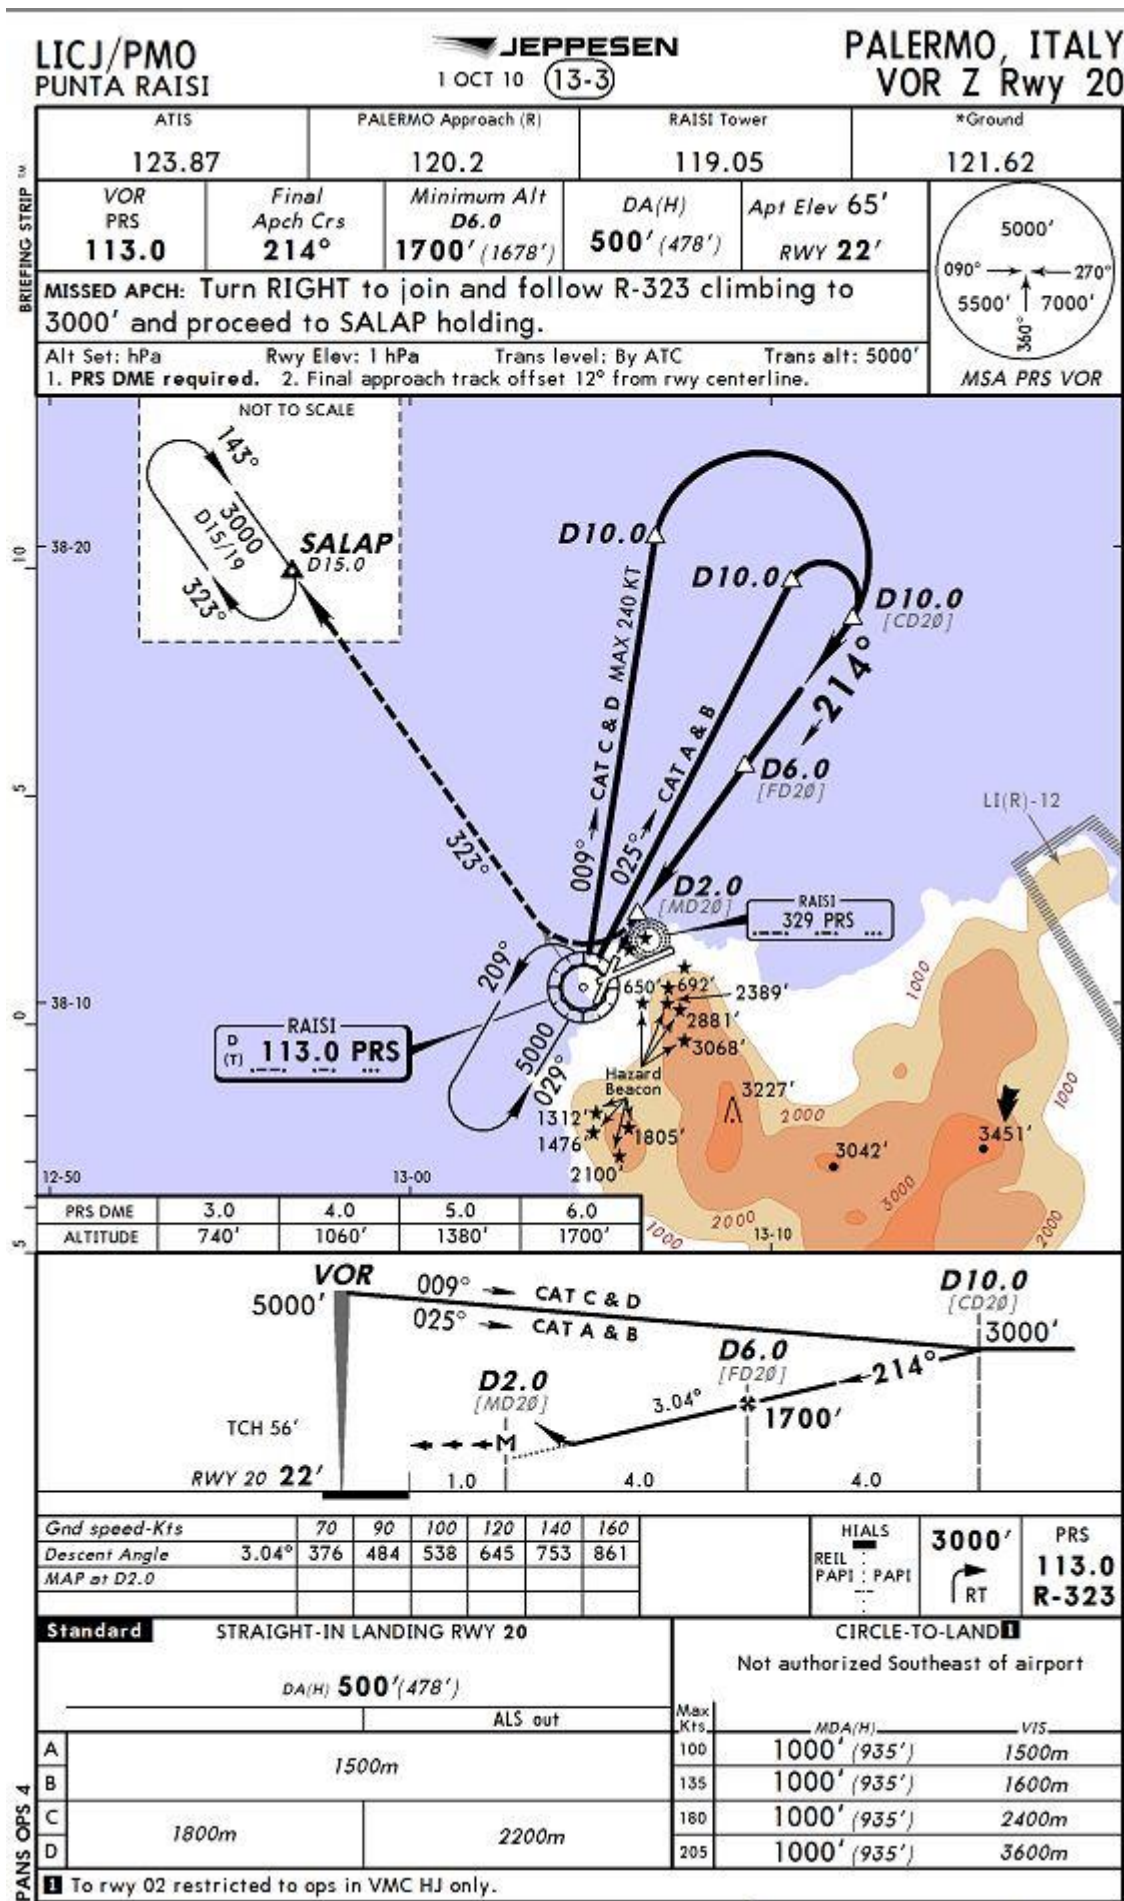 LICJ/PMO
PUNTA RAISI
JEPPESEN
1 OCT 10 13-3
PALERMO, ITALY
VOR Z Rwy 20
BRIEFING STRIP TM
ATIS
123.87
PALERMO Approach (R)
120.2
RAISI Tower
119.05
*Ground
121.62
VOR
PRS
113.0
Final
Apch Crs
214°
Minimum Alt
D6.0
1700' (1678')
DA(H)
500' (478')
Apt Elev 65'
RWY 22'
5000'
090° 270°
5500' 7000'
360°
MSA PRS VOR
MISSED APCH: Turn RIGHT to join and follow R-323 climbing to
3000' and proceed to SALAP holding.
Alt Set: hPa Rwy Elev: 1 hPa Trans level: By ATC Trans alt: 5000'
1. PRS DME required. 2. Final approach track offset 12° from rwy centerline.
NOT TO SCALE
143°
3000
D15/19
323°
SALAP
D15.0
10
38-20
D10.0
D10.0
D10.0
[CD20]
CAT C & D MAX 240 KT
009°
CAT A & B
025°
214°
D6.0
[FD20]
5
LI(R)-12
323°
D2.0
[MD20]
RAISI
329 PRS
209°
38-10
0
5000
029°
RAISI
D
(T)
113.0 PRS
650'
692'
2389'
2881'
3068'
Hazard
Beacon
3227'
1312'
1476'
1805'
2100'
3042'
3451'
1000
1000
2000
3000
2000
2000
1000
12-50
13-00
13-10
5
PRS DME 3.0 4.0 5.0 6.0
ALTITUDE 740' 1060' 1380' 1700'
VOR
5000'
009° CAT C & D
025° CAT A & B
D10.0
[CD20]
3000'
214°
D6.0
[FD20]
1700'
3.04°
D2.0
[MD20]
M
TCH 56'
RWY 20 22'
1.0 4.0 4.0
Gnd speed-Kts 70 90 100 120 140 160
Descent Angle 3.04° 376 484 538 645 753 861
MAP at D2.0
HIALS
REIL
PAPI PAPI
3000'
RT
PRS
113.0
R-323
Standard
STRAIGHT-IN LANDING RWY 20
DA(H) 500' (478')
ALS out
A
B
1500m
C
D
1800m
2200m
CIRCLE-TO-LAND 1
Not authorized Southeast of airport
Max
Kts
MDA(H) VIS
100 1000' (935') 1500m
135 1000' (935') 1600m
180 1000' (935') 2400m
205 1000' (935') 3600m
PANS OPS 4
1 To rwy 02 restricted to ops in VMC HJ only.